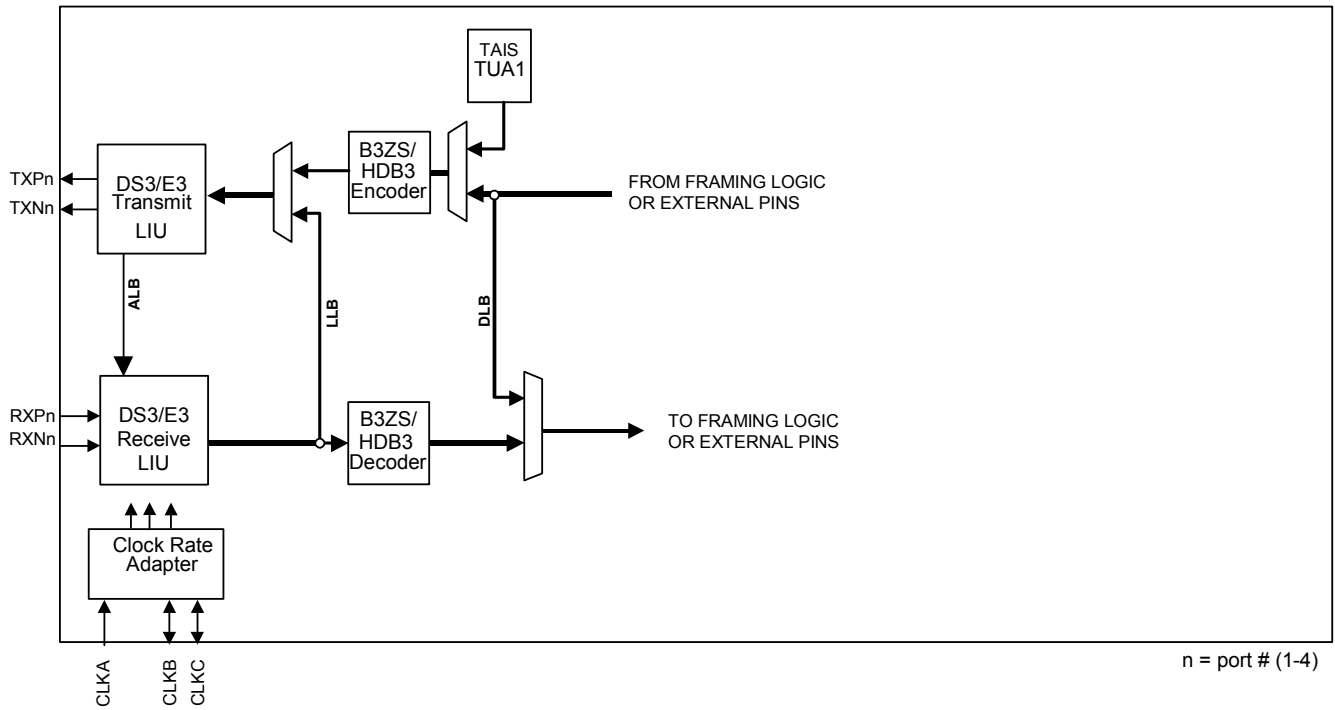 TAIS
TUA1
B3ZS/
HDB3
Encoder
TXPn
TXNn
DS3/E3
Transmit
LIU
FROM FRAMING LOGIC
OR EXTERNAL PINS
ALB
LLB
DLB
RXPn
RXNn
DS3/E3
Receive
LIU
B3ZS/
HDB3
Decoder
TO FRAMING LOGIC
OR EXTERNAL PINS
Clock Rate
Adapter
CLKA
CLKB
CLKC
n = port # (1-4)